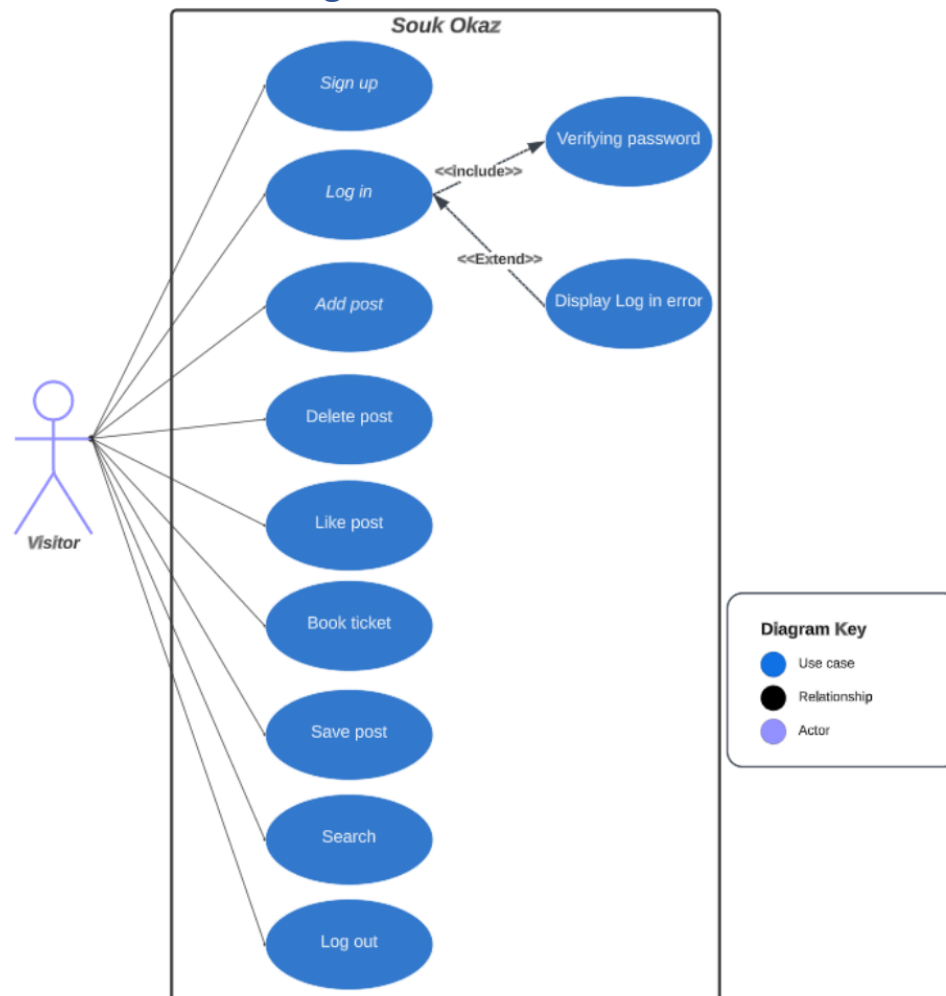 Souk Okaz
Sign up
Verifying password
<<Include>>
Log in
<<Extend>>
Add post
Display Log in error
Delete post
Like post
Visitor
Book ticket
Save post
Search
Log out
Diagram Key
Use case
Relationship
Actor